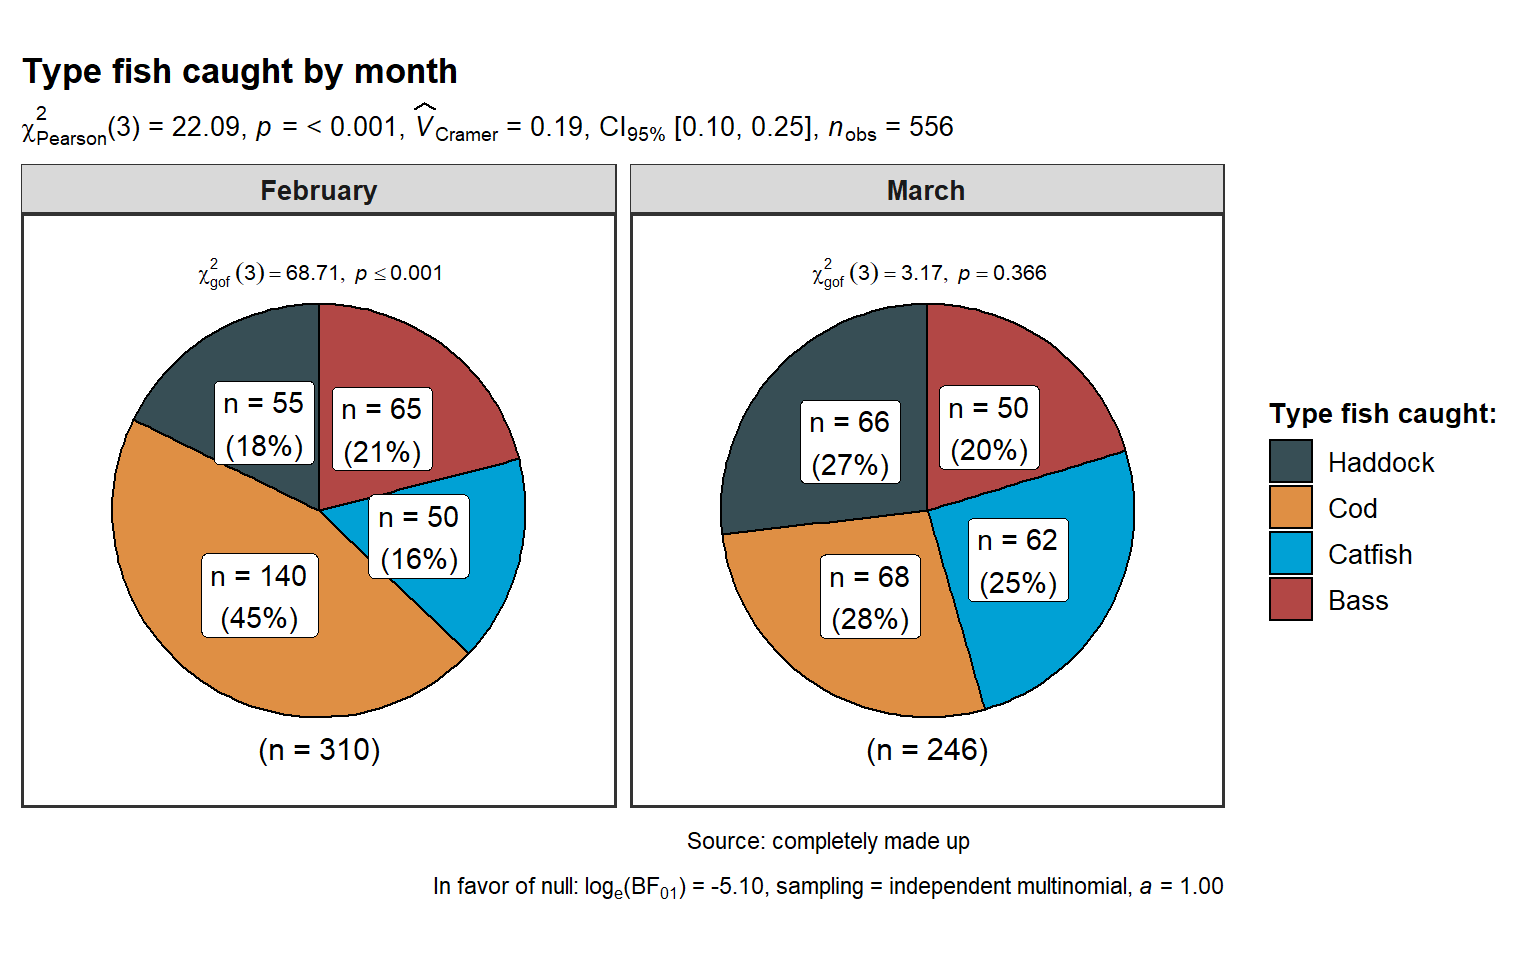 Type fish caught by month
χ²Pearson(3) = 22.09, p = < 0.001, V̂Cramer = 0.19, CI95% [0.10, 0.25], nobs = 556
February
χ²gof (3) = 68.71, p ≤ 0.001
n = 55
(18%)
n = 65
(21%)
n = 50
(16%)
n = 140
(45%)
(n = 310)
March
χ²gof (3) = 3.17, p = 0.366
n = 66
(27%)
n = 50
(20%)
n = 62
(25%)
n = 68
(28%)
(n = 246)
Type fish caught:
Haddock
Cod
Catfish
Bass
Source: completely made up
In favor of null: loge(BF01) = -5.10, sampling = independent multinomial, a = 1.00